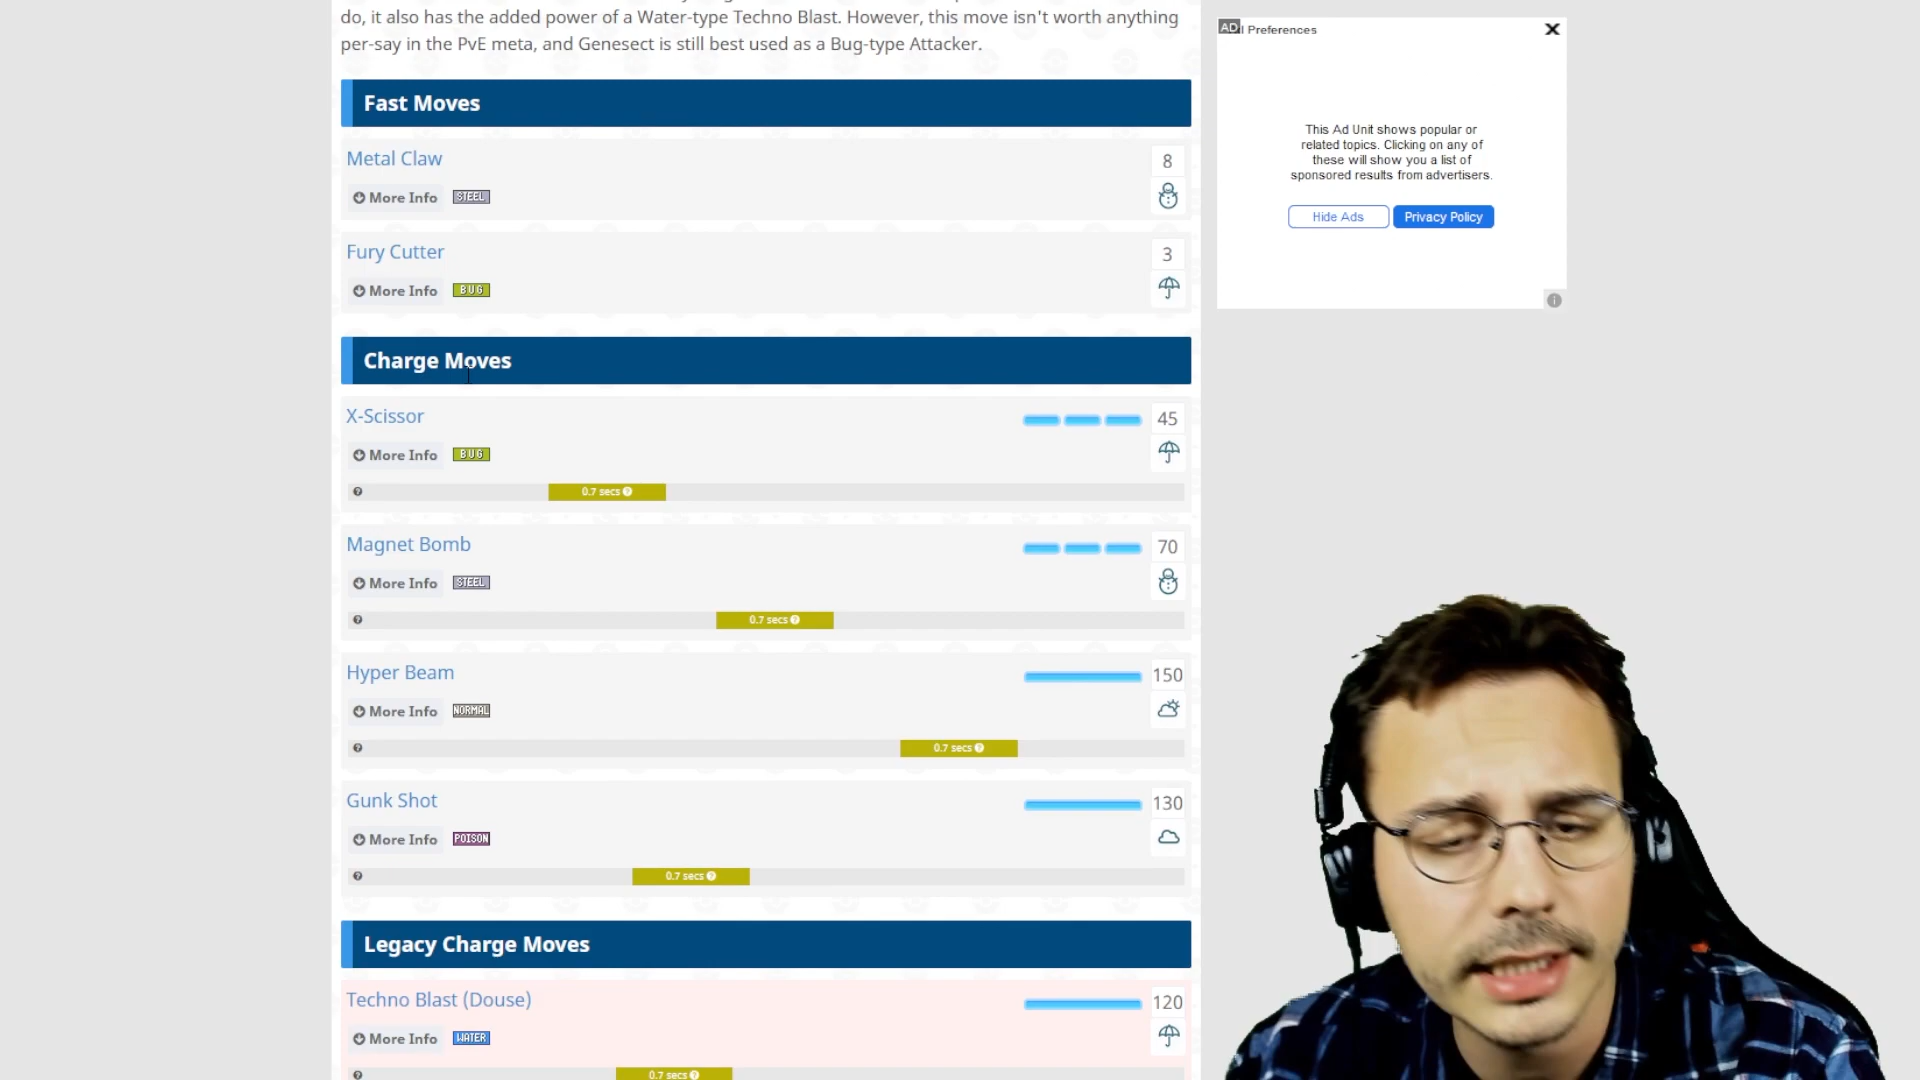 do, it also has the added power of a Water-type Techno Blast. However, this move isn't worth anything
per-say in the PvE meta, and Genesect is still best used as a Bug-type Attacker.
Fast Moves
Metal Claw
8
More Info
STEEL
Fury Cutter
3
More Info
BUG
Charge Moves
X-Scissor
45
More Info
BUG
0.7 secs
Magnet Bomb
70
More Info
STEEL
0.7 secs
Hyper Beam
150
More Info
NORMAL
0.7 secs
Gunk Shot
130
More Info
POISON
0.7 secs
Legacy Charge Moves
Techno Blast (Douse)
120
More Info
WATER
0.7 secs
AD
l Preferences
This Ad Unit shows popular or
related topics. Clicking on any of
these will show you a list of
sponsored results from advertisers.
Hide Ads
Privacy Policy